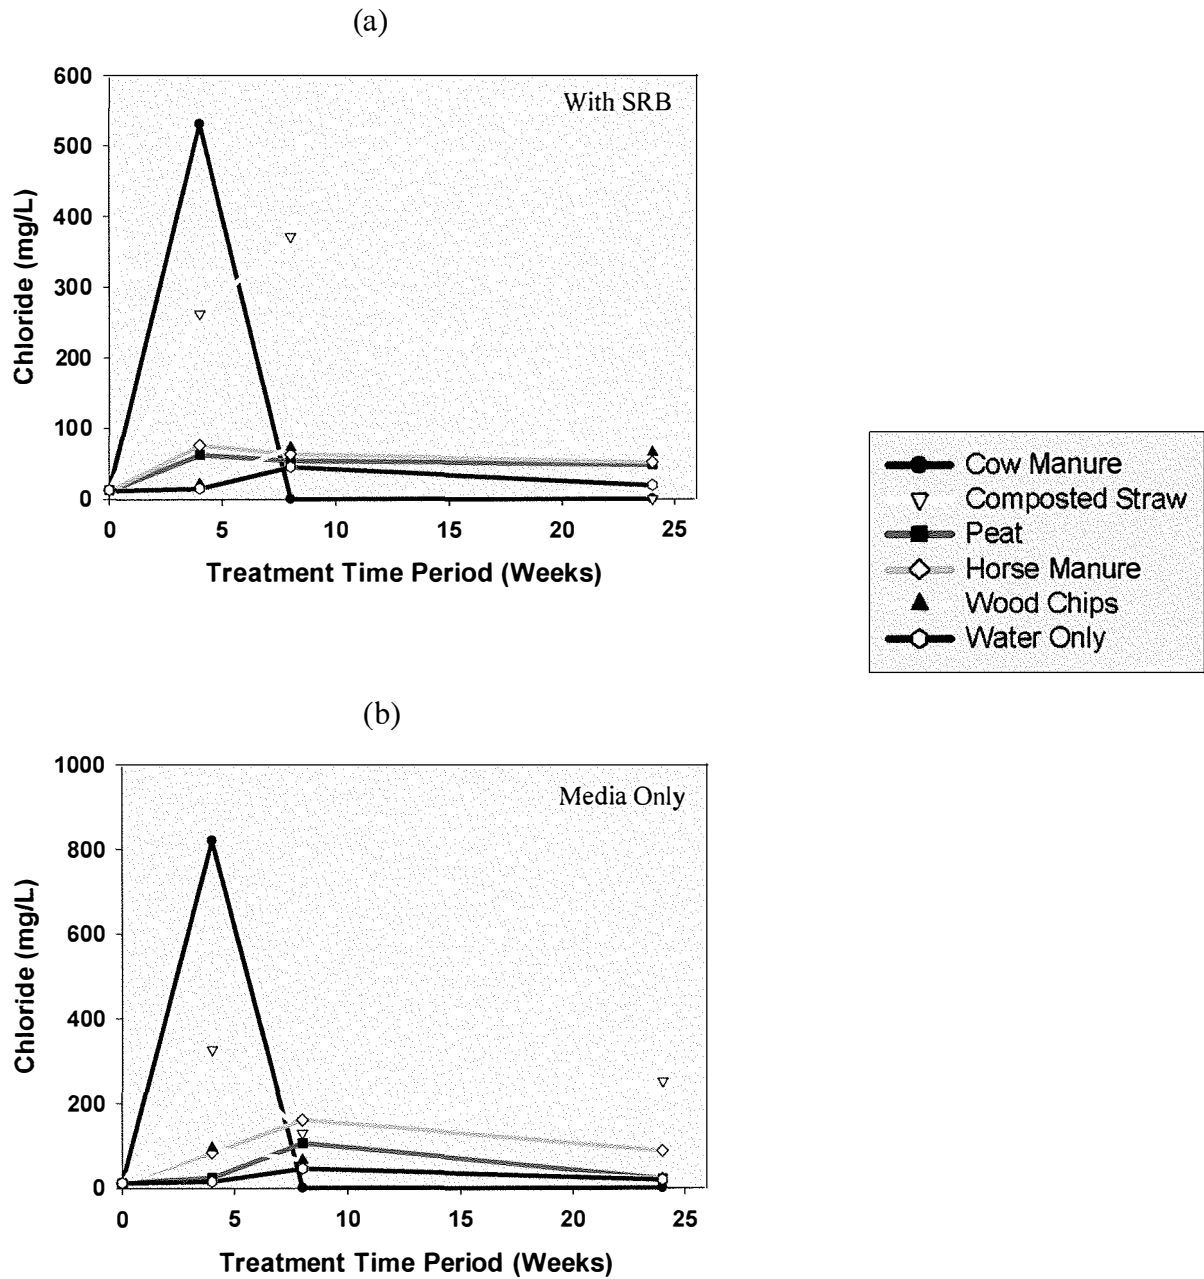 (a)
600
500
400
300
200
100
0
With SRB
Chloride (mg/L)
0 5 10 15 20 25
Treatment Time Period (Weeks)
Cow Manure
Composted Straw
Peat
Horse Manure
Wood Chips
Water Only
(b)
1000
800
600
400
200
0
Media Only
Chloride (mg/L)
0 5 10 15 20 25
Treatment Time Period (Weeks)